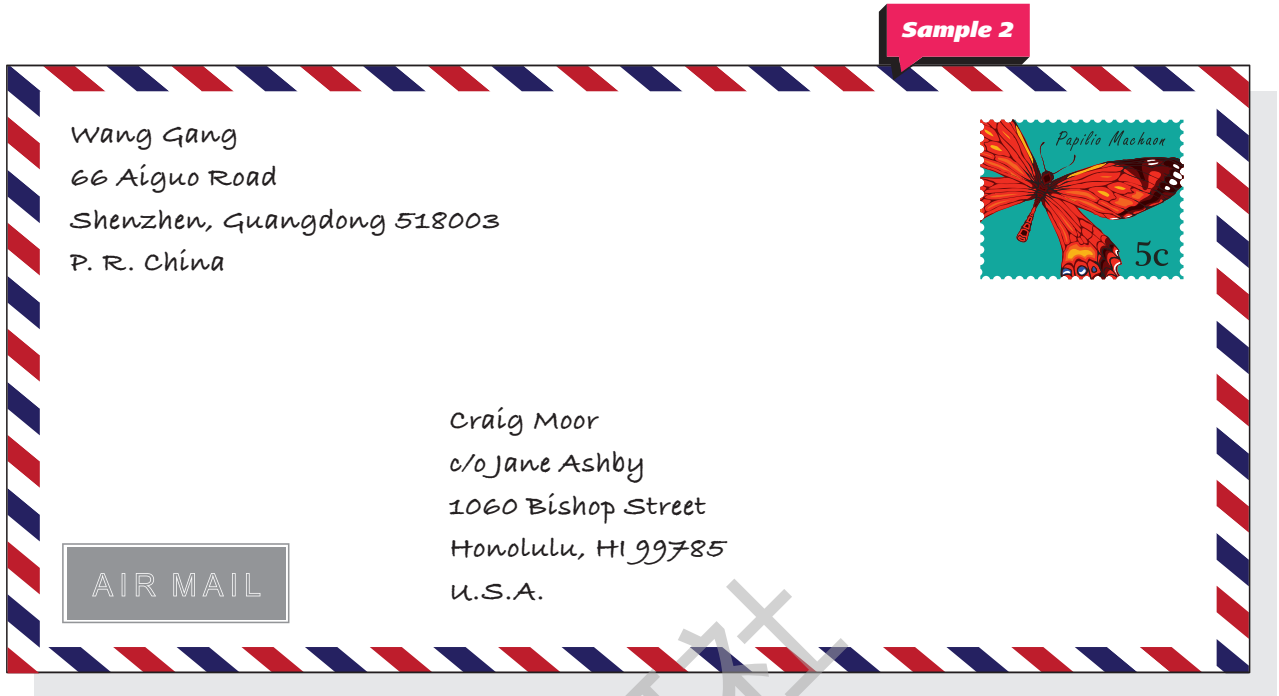 Sample 2
Wang Gang
66 Aiguo Road
Shenzhen, Guangdong 518003
P. R. China
Papilio Machaon
5c
Craig Moor
c/o Jane Ashby
1060 Bishop Street
Honolulu, HI 99785
U.S.A.
AIR MAIL
社